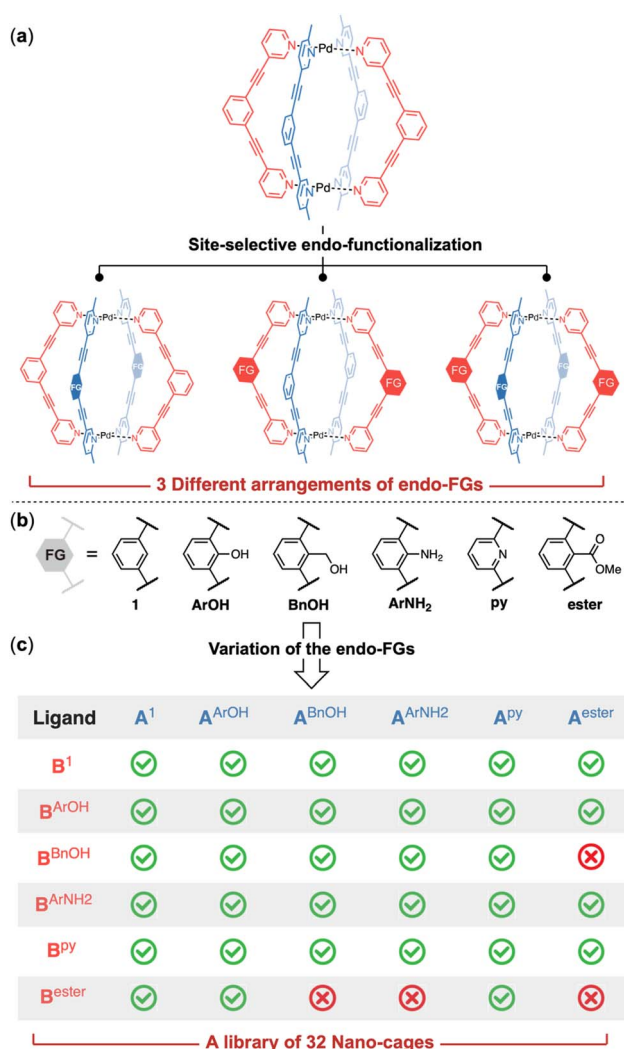 (a)
N Pd N
N N
N Pd N
N N
Site-selective endo-functionalization
N Pd N
N N
FG FG
N Pd N
N N
N Pd N
N N
FG FG
N Pd N
N N
N Pd N
N N
FG FG FG FG
N Pd N
N N
3 Different arrangements of endo-FGs
(b)
FG = OH OH NH₂ N O OMe
1 ArOH BnOH ArNH₂ py ester
Variation of the endo-FGs
(c)
Ligand A¹ Aᴬʳᴼᴴ Aᴮⁿᴼᴴ Aᴬʳᴺᴴ² Aᵖʸ Aᵉˢᵗᵉʳ
B¹
Bᴬʳᴼᴴ
Bᴮⁿᴼᴴ
Bᴬʳᴺᴴ²
Bᵖʸ
Bᵉˢᵗᵉʳ
A library of 32 Nano-cages